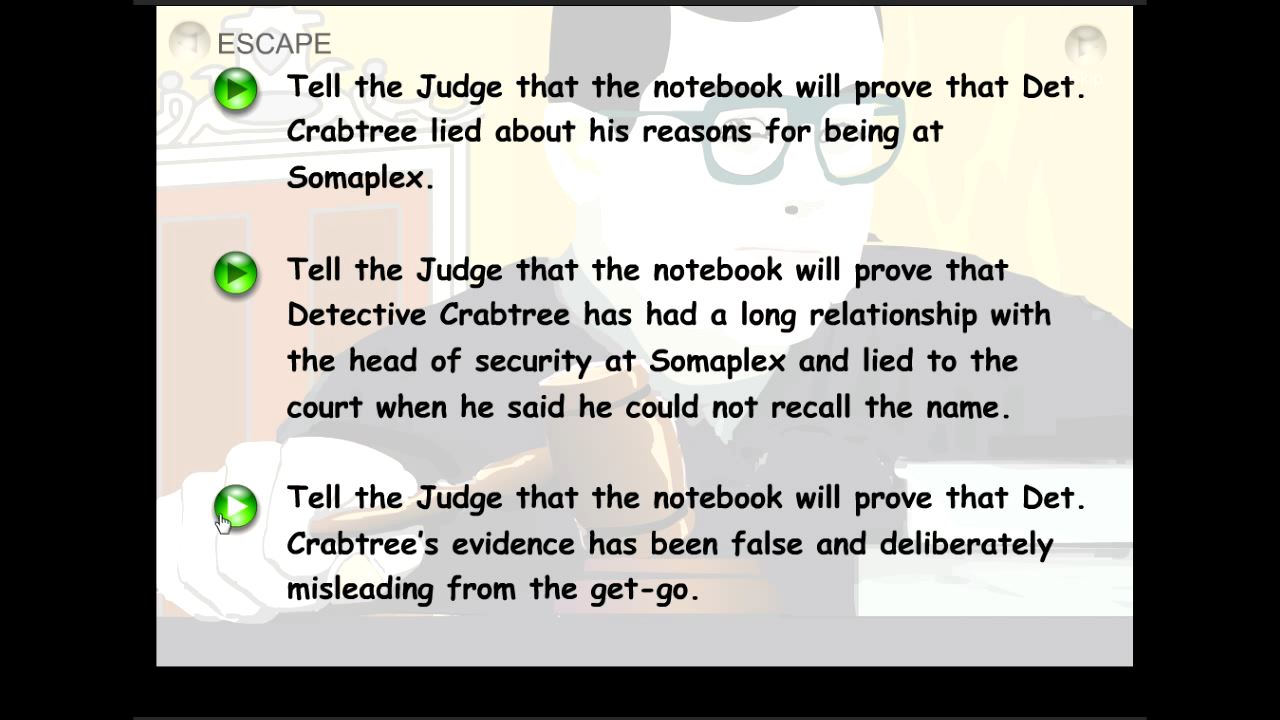 ESCAPE
Tell the Judge that the notebook will prove that Det.
Crabtree lied about his reasons for being at
Somaplex.
Tell the Judge that the notebook will prove that
Detective Crabtree has had a long relationship with
the head of security at Somaplex and lied to the
court when he said he could not recall the name.
Tell the Judge that the notebook will prove that Det.
Crabtree's evidence has been false and deliberately
misleading from the get-go.